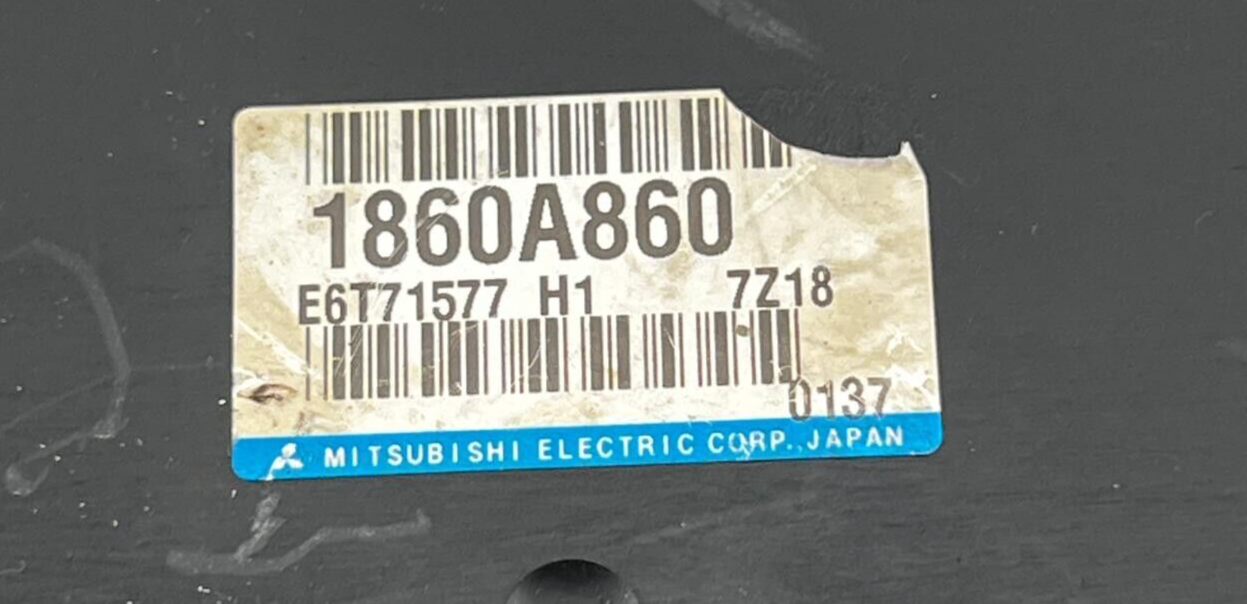 1860A860
E6T71577 H1 7Z18
0137
MITSUBISHI ELECTRIC CORP., JAPAN